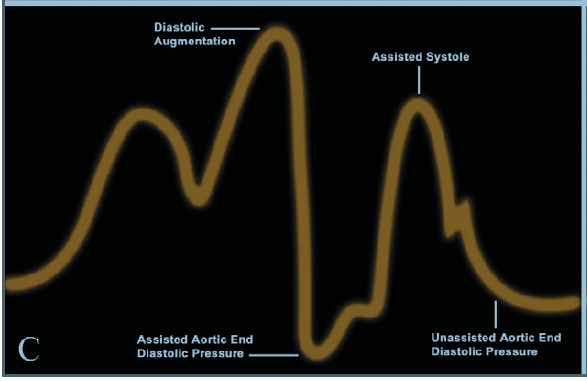 Diastolic
Augmentation
Assisted Systole
Assisted Aortic End
Diastolic Pressure
Unassisted Aortic End
Diastolic Pressure
C